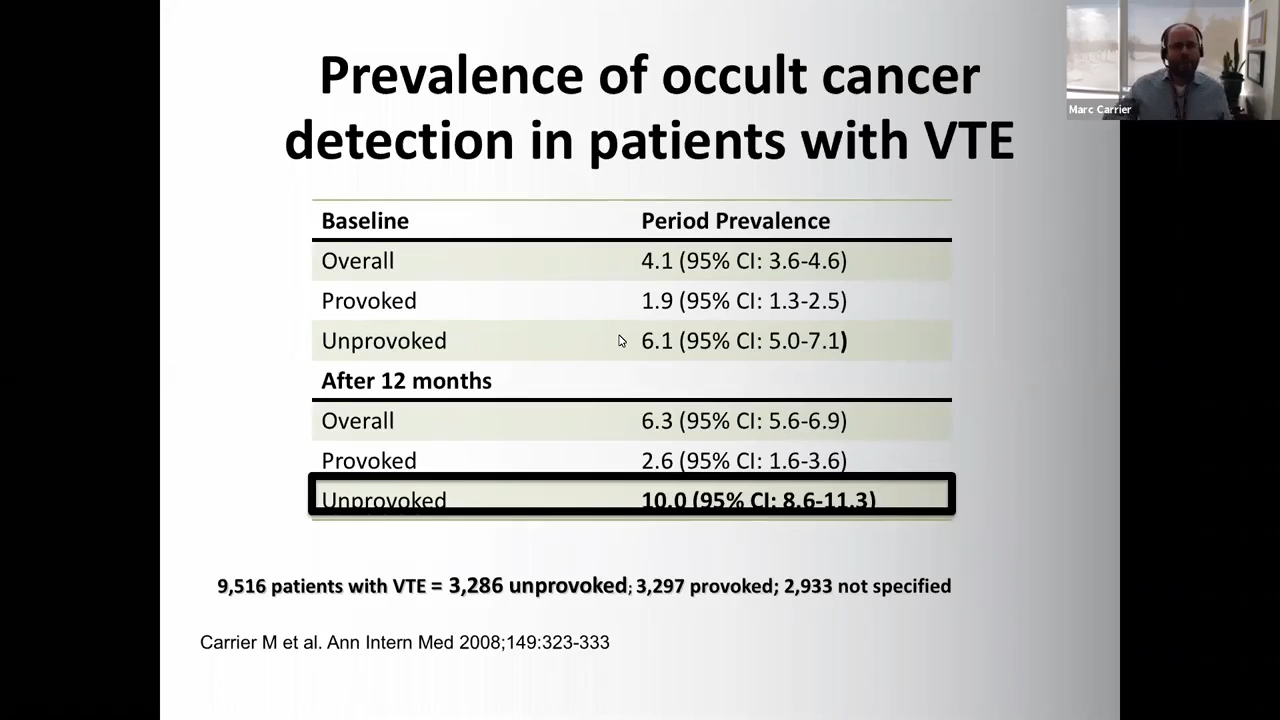 Prevalence of occult cancer
detection in patients with VTE
Marc Carrier
Baseline Period Prevalence
Overall 4.1 (95% CI: 3.6-4.6)
Provoked 1.9 (95% CI: 1.3-2.5)
Unprovoked 6.1 (95% CI: 5.0-7.1)
After 12 months
Overall 6.3 (95% CI: 5.6-6.9)
Provoked 2.6 (95% CI: 1.6-3.6)
Unprovoked 10.0 (95% CI: 8.6-11.3)
9,516 patients with VTE = 3,286 unprovoked; 3,297 provoked; 2,933 not specified
Carrier M et al. Ann Intern Med 2008;149:323-333